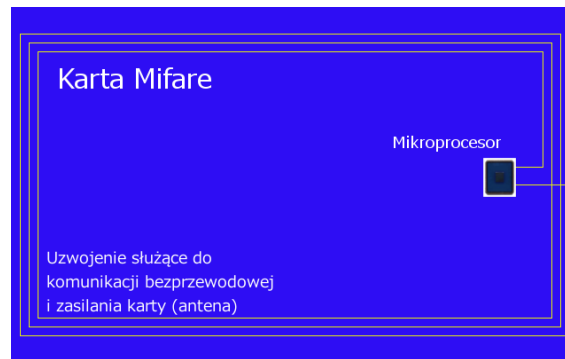 Karta Mifare
Mikroprocesor
Uzwojenie służące do
komunikacji bezprzewodowej
i zasilania karty (antena)